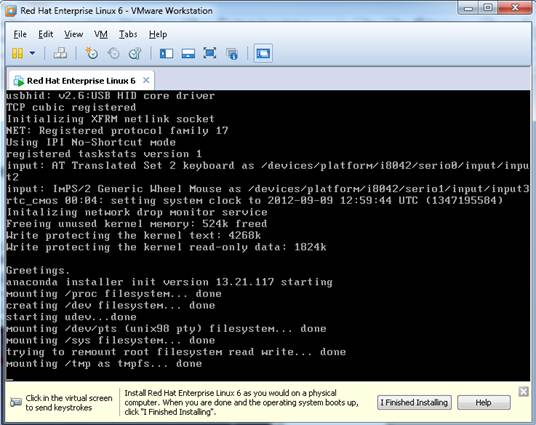 Red Hat Enterprise Linux 6 - VMware Workstation
File Edit View VM Tabs Help
Red Hat Enterprise Linux 6
usbhid: v2.6:USB HID core driver
TCP cubic registered
Initializing XFRM netlink socket
NET: Registered protocol family 17
Using IPI No-Shortcut mode
registered taskstats version 1
input: AT Translated Set 2 keyboard as /devices/platform/i8042/serio0/input/inpu
t2
input: ImPS/2 Generic Wheel Mouse as /devices/platform/i8042/serio1/input/input3
rtc_cmos 00:04: setting system clock to 2012-09-09 12:59:44 UTC (1347195584)
Initalizing network drop monitor service
Freeing unused kernel memory: 524k freed
Write protecting the kernel text: 4268k
Write protecting the kernel read-only data: 1824k
Greetings.
anaconda installer init version 13.21.117 starting
mounting /proc filesystem... done
creating /dev filesystem... done
starting udev...done
mounting /dev/pts (unix98 pty) filesystem... done
mounting /sys filesystem... done
trying to remount root filesystem read write... done
mounting /tmp as tmpfs... done
Click in the virtual screen
to send keystrokes
Install Red Hat Enterprise Linux 6 as you would on a physical
computer. When you are done and the operating system boots up,
click "I Finished Installing".
I Finished Installing
Help